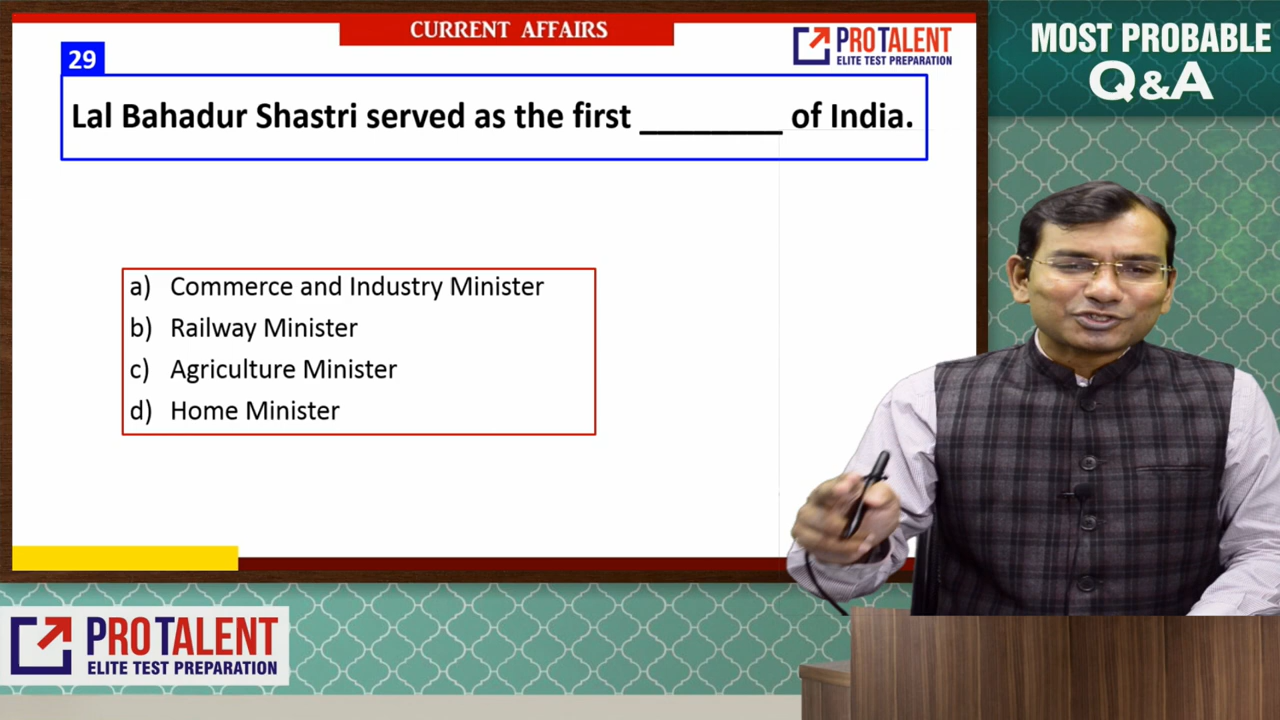 CURRENT AFFAIRS
PROTALENT
ELITE TEST PREPARATION
MOST PROBABLE
Q&A
29
Lal Bahadur Shastri served as the first ________ of India.
a) Commerce and Industry Minister
b) Railway Minister
c) Agriculture Minister
d) Home Minister
PROTALENT
ELITE TEST PREPARATION